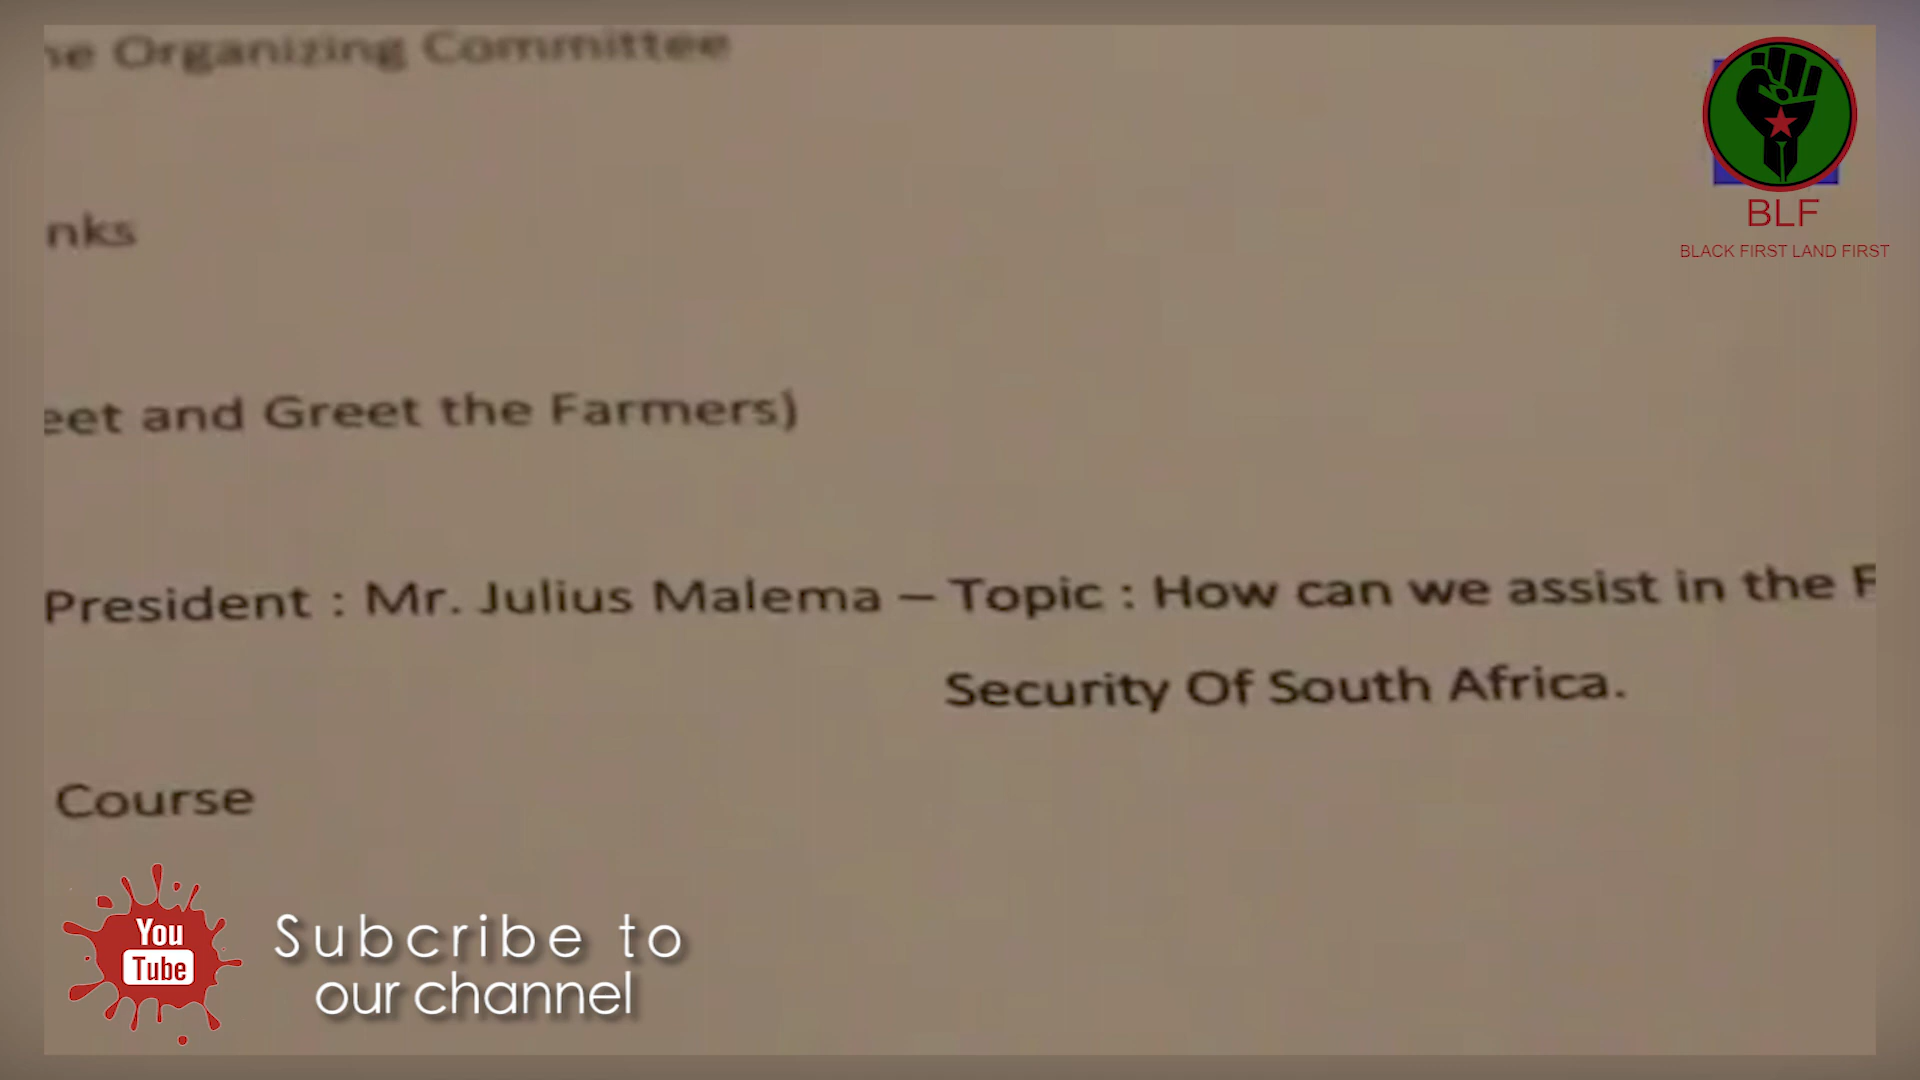 ne Organizing Committee
BLF
BLACK FIRST LAND FIRST
nks
eet and Greet the Farmers)
President : Mr. Julius Malema – Topic : How can we assist in the F
Security Of South Africa.
Course
You
Tube
Subcribe to
our channel